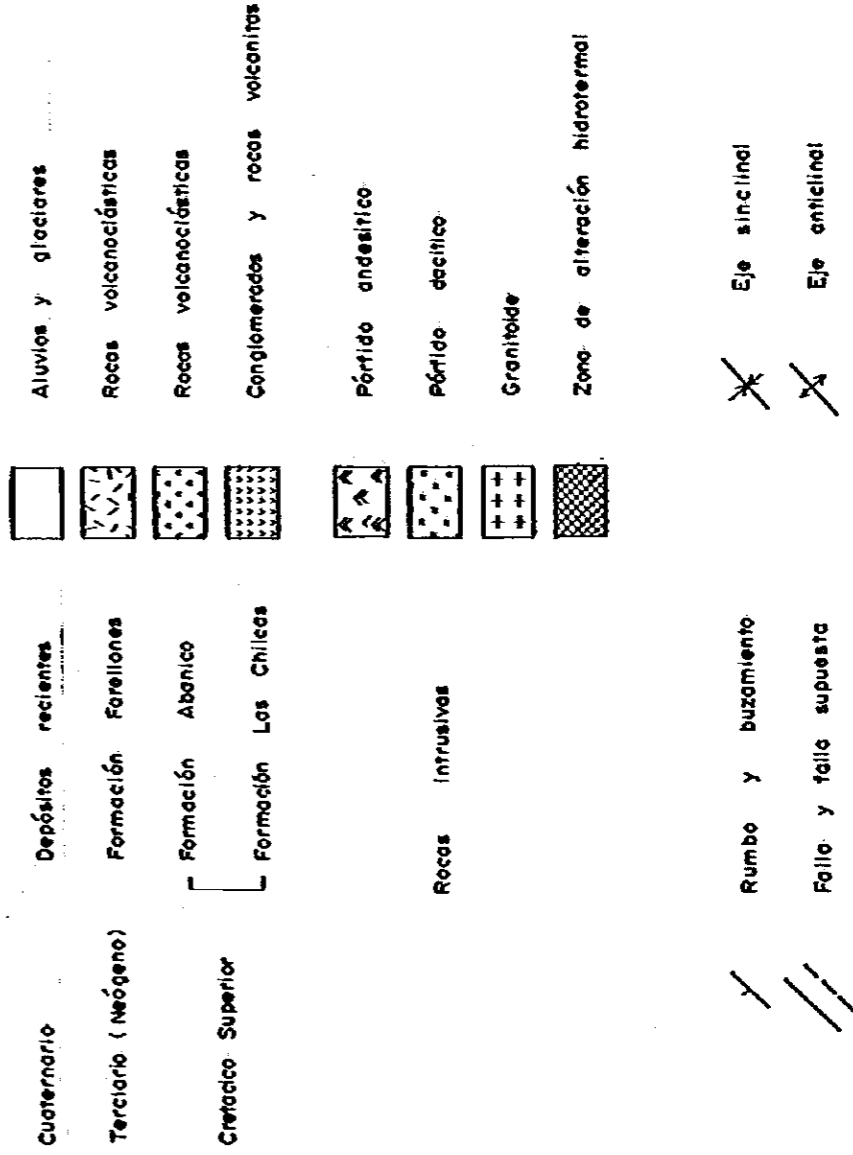 Cuaternario Depósitos recientes Aluvios y glaciares
Terciario (Neógeno) Formación Farellones Rocas volcanoclásticas
Cretacico Superior Formación Abanico Rocas volcanoclásticas
Formación Las Chilcas Conglomerados y rocas volcanitas
Rocas intrusivas
Pórfido andesitico
Pórfido dacítico
Granitoide
Zona de alteración hidrotermal
Rumbo y buzamiento Eje sinclinal
Falla y falla supuesta Eje anticlinal